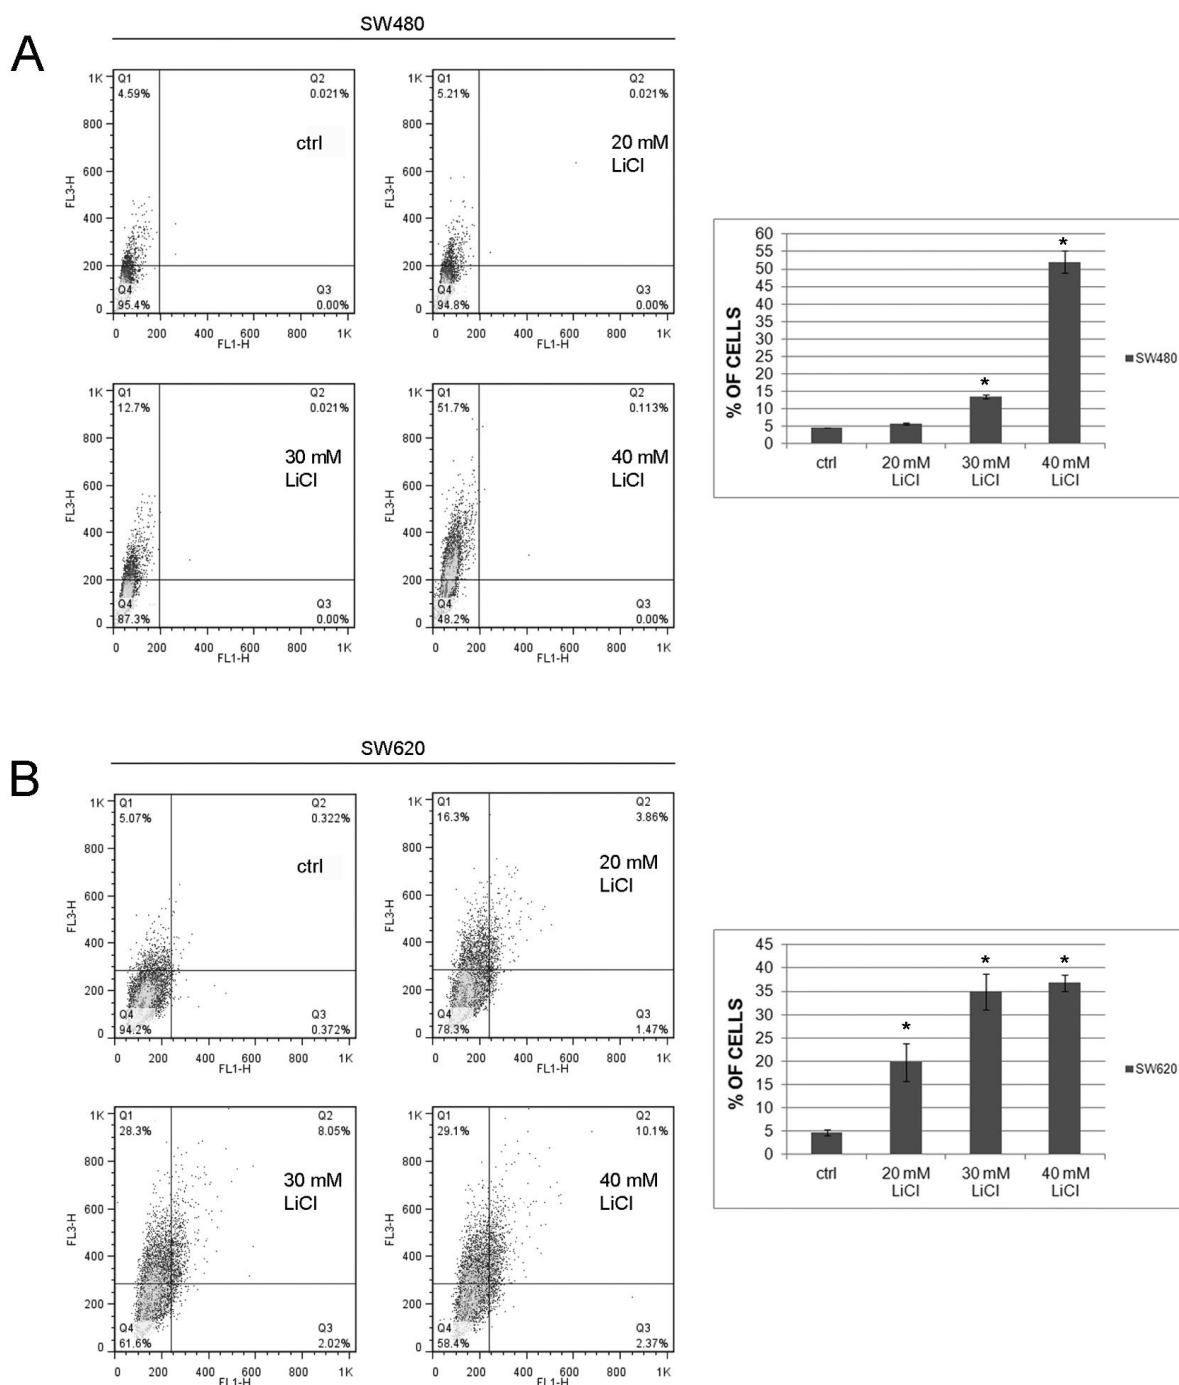 A
SW480
Q1
4.59%
Q2
0.021%
ctrl
Q4
95.4%
Q3
0.00%
1K
800
600
400
200
0
FL3-H
0 200 400 600 800 1K
FL1-H
Q1
5.21%
Q2
0.021%
20 mM
LiCl
Q4
94.8%
Q3
0.00%
1K
800
600
400
200
0
FL3-H
0 200 400 600 800 1K
FL1-H
Q1
12.7%
Q2
0.021%
30 mM
LiCl
Q4
87.3%
Q3
0.00%
1K
800
600
400
200
0
FL3-H
0 200 400 600 800 1K
FL1-H
Q1
51.7%
Q2
0.113%
40 mM
LiCl
Q4
48.2%
Q3
0.00%
1K
800
600
400
200
0
FL3-H
0 200 400 600 800 1K
FL1-H
% OF CELLS
60
55
50
45
40
35
30
25
20
15
10
5
0
*
*
ctrl 20 mM 30 mM 40 mM
LiCl LiCl LiCl
SW480
B
SW620
Q1
5.07%
Q2
0.322%
ctrl
Q4
94.2%
Q3
0.372%
1K
800
600
400
200
0
FL3-H
0 200 400 600 800 1K
FL1-H
Q1
16.3%
Q2
3.86%
20 mM
LiCl
Q4
78.3%
Q3
1.47%
1K
800
600
400
200
0
FL3-H
0 200 400 600 800 1K
FL1-H
Q1
28.3%
Q2
8.05%
30 mM
LiCl
Q4
61.6%
Q3
2.02%
1K
800
600
400
200
0
FL3-H
0 200 400 600 800 1K
FL1-H
Q1
29.1%
Q2
10.1%
40 mM
LiCl
Q4
58.4%
Q3
2.37%
1K
800
600
400
200
0
FL3-H
0 200 400 600 800 1K
FL1-H
% OF CELLS
45
40
35
30
25
20
15
10
5
0
*
*
*
ctrl 20 mM 30 mM 40 mM
LiCl LiCl LiCl
SW620